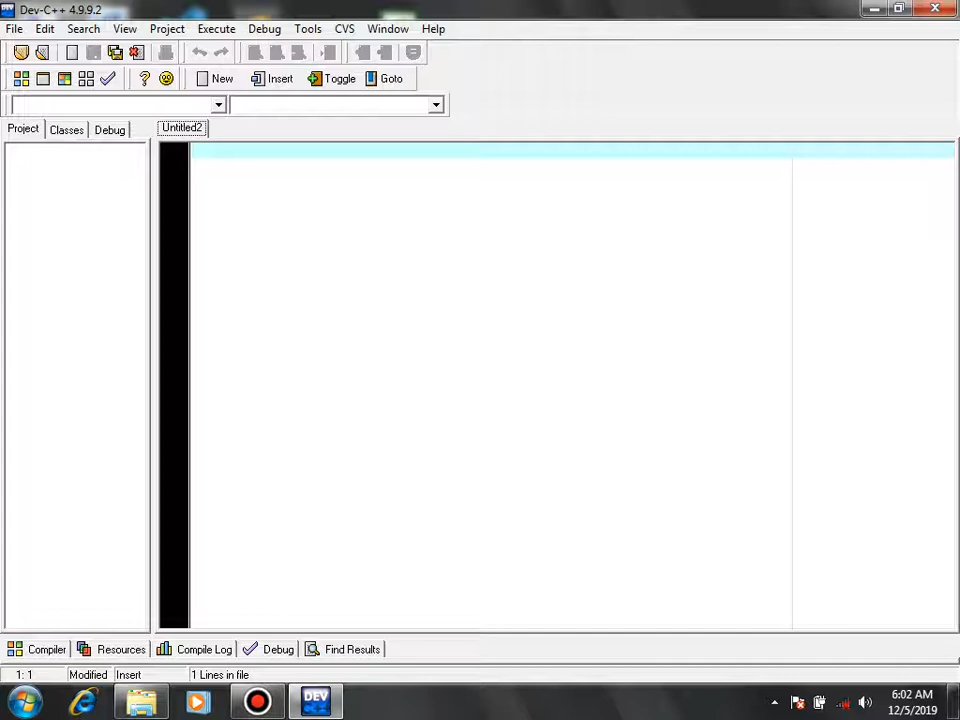 Dev-C++ 4.9.9.2
File Edit Search View Project Execute Debug Tools CVS Window Help
New Insert Toggle Goto
Project Classes Debug Untitled2
Compiler Resources Compile Log Debug Find Results
1: 1 Modified Insert 1 Lines in file
DEV 6:02 AM
12/5/2019